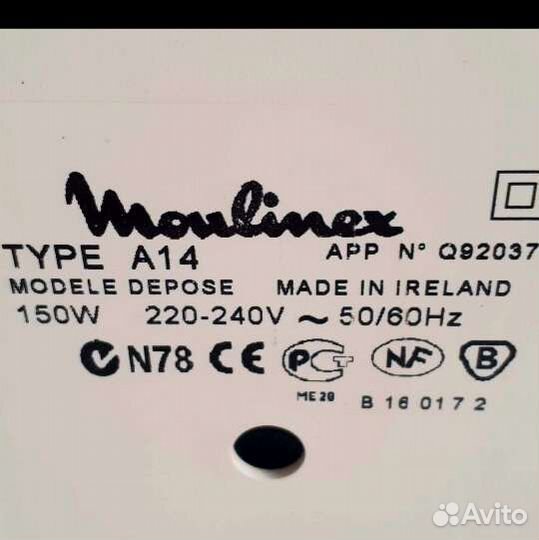 Moulinex
TYPE A14 APP N° Q92037
MODELE DEPOSE MADE IN IRELAND
150W 220-240V ~ 50/60Hz
N78 CE РСТ NF B
ME 20 B 16 017 2
Avito